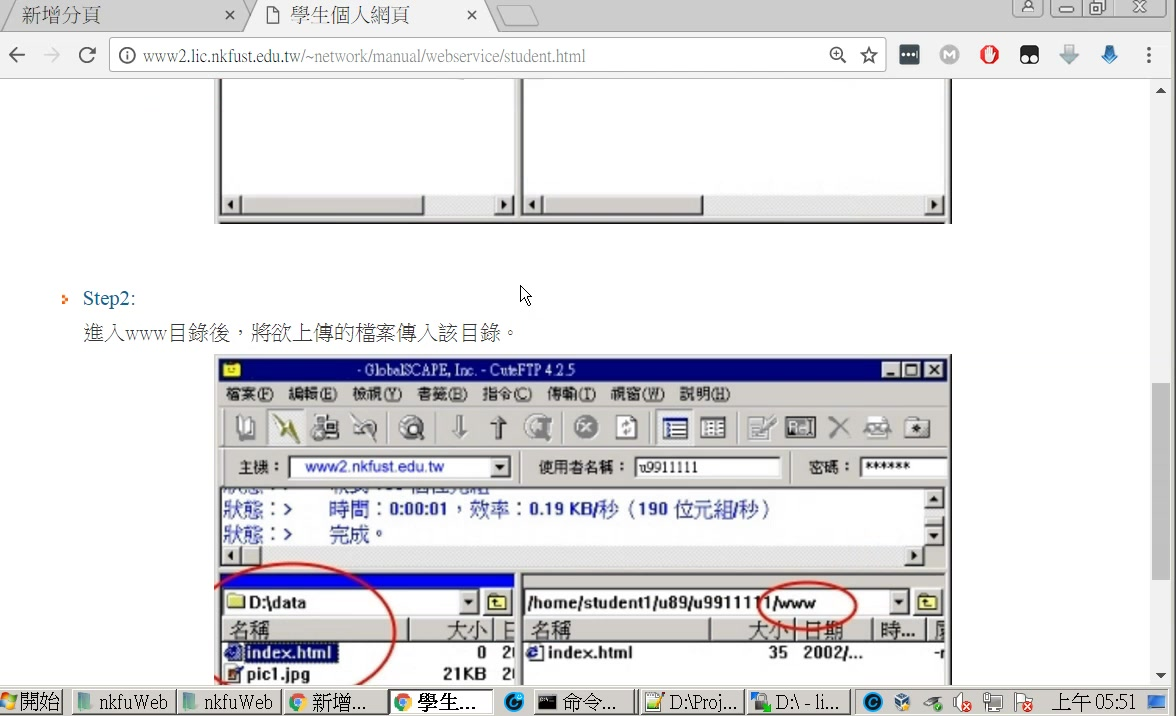 新增分頁
學生個人網頁
www2.lic.nkfust.edu.tw/~network/manual/webservice/student.html
Step2:
進入www目錄後，將欲上傳的檔案傳入該目錄。
- GlobalSCAPE, Inc. - CuteFTP 4.2.5
檔案(F) 編輯(E) 檢視(V) 書籤(B) 指令(C) 傳輸(T) 視窗(W) 說明(H)
主機： www2.nkfust.edu.tw 使用者名稱： u9911111 密碼： ******
狀態：>
狀態：> 時間：0:00:01，效率：0.19 KB/秒（190 位元組/秒）
狀態：> 完成。
D:\data /home/student1/u89/u9911111/www
名稱 大小 名稱 大小 日期 時...
index.html 0 index.html 35 2002/...
pic1.jpg 21KB
開始 nkfuWeb nkfuWeb 新增... 學生... 命令... D:\Proj... D:\ - li... 上午 05:51